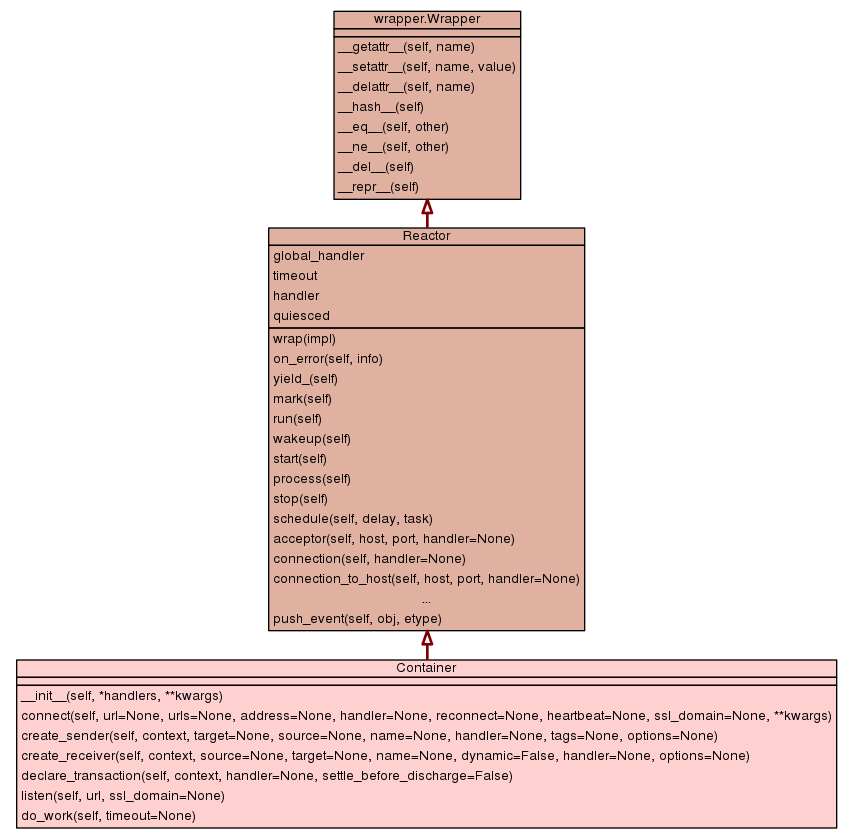 wrapper.Wrapper
__getattr__(self, name)
__setattr__(self, name, value)
__delattr__(self, name)
__hash__(self)
__eq__(self, other)
__ne__(self, other)
__del__(self)
__repr__(self)
Reactor
global_handler
timeout
handler
quiesced
wrap(impl)
on_error(self, info)
yield_(self)
mark(self)
run(self)
wakeup(self)
start(self)
process(self)
stop(self)
schedule(self, delay, task)
acceptor(self, host, port, handler=None)
connection(self, handler=None)
connection_to_host(self, host, port, handler=None)
...
push_event(self, obj, etype)
Container
__init__(self, *handlers, **kwargs)
connect(self, url=None, urls=None, address=None, handler=None, reconnect=None, heartbeat=None, ssl_domain=None, **kwargs)
create_sender(self, context, target=None, source=None, name=None, handler=None, tags=None, options=None)
create_receiver(self, context, source=None, target=None, name=None, dynamic=False, handler=None, options=None)
declare_transaction(self, context, handler=None, settle_before_discharge=False)
listen(self, url, ssl_domain=None)
do_work(self, timeout=None)